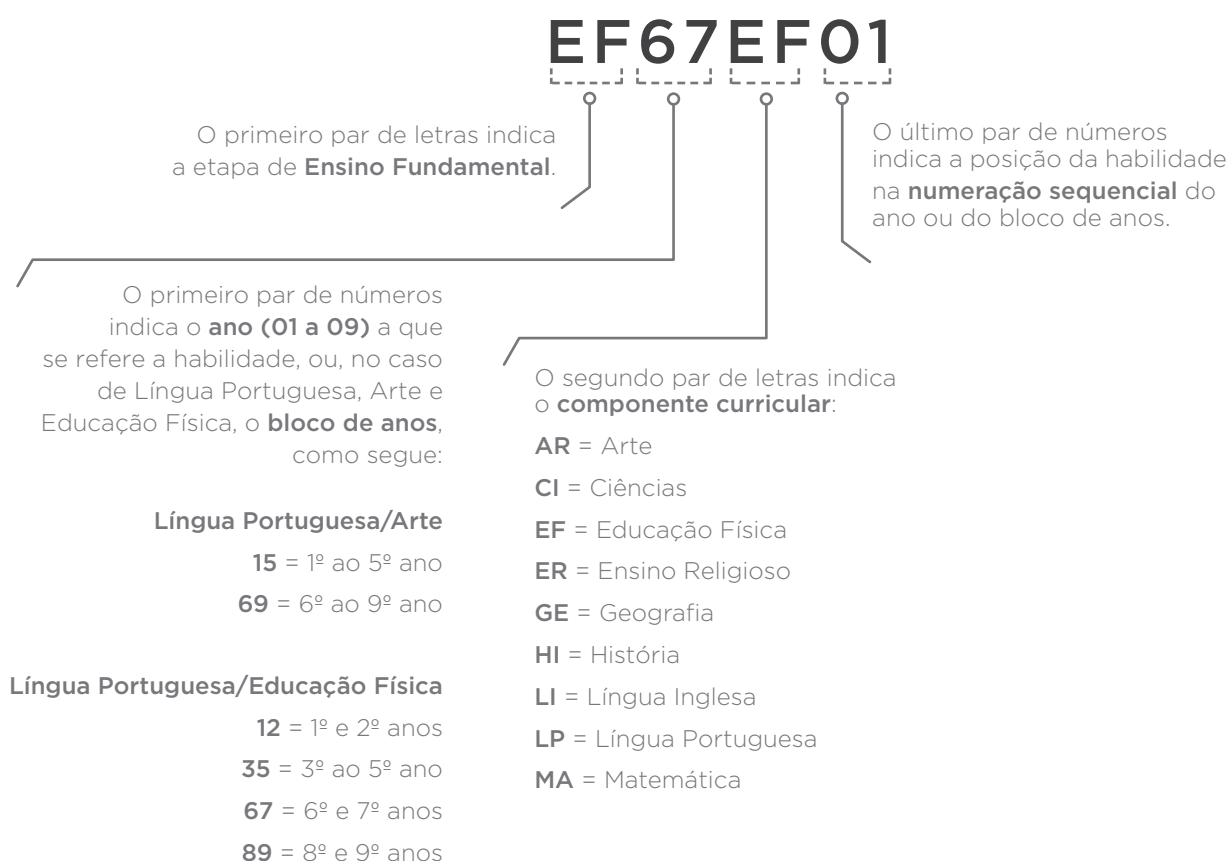 EF67EF01
O primeiro par de letras indica
a etapa de Ensino Fundamental.
O último par de números
indica a posição da habilidade
na numeração sequencial do
ano ou do bloco de anos.
O primeiro par de números
indica o ano (01 a 09) a que
se refere a habilidade, ou, no caso
de Língua Portuguesa, Arte e
Educação Física, o bloco de anos,
como segue:
Língua Portuguesa/Arte
15 = 1º ao 5º ano
69 = 6º ao 9º ano
Língua Portuguesa/Educação Física
12 = 1º e 2º anos
35 = 3º ao 5º ano
67 = 6º e 7º anos
89 = 8º e 9º anos
O segundo par de letras indica
o componente curricular:
AR = Arte
CI = Ciências
EF = Educação Física
ER = Ensino Religioso
GE = Geografia
HI = História
LI = Língua Inglesa
LP = Língua Portuguesa
MA = Matemática